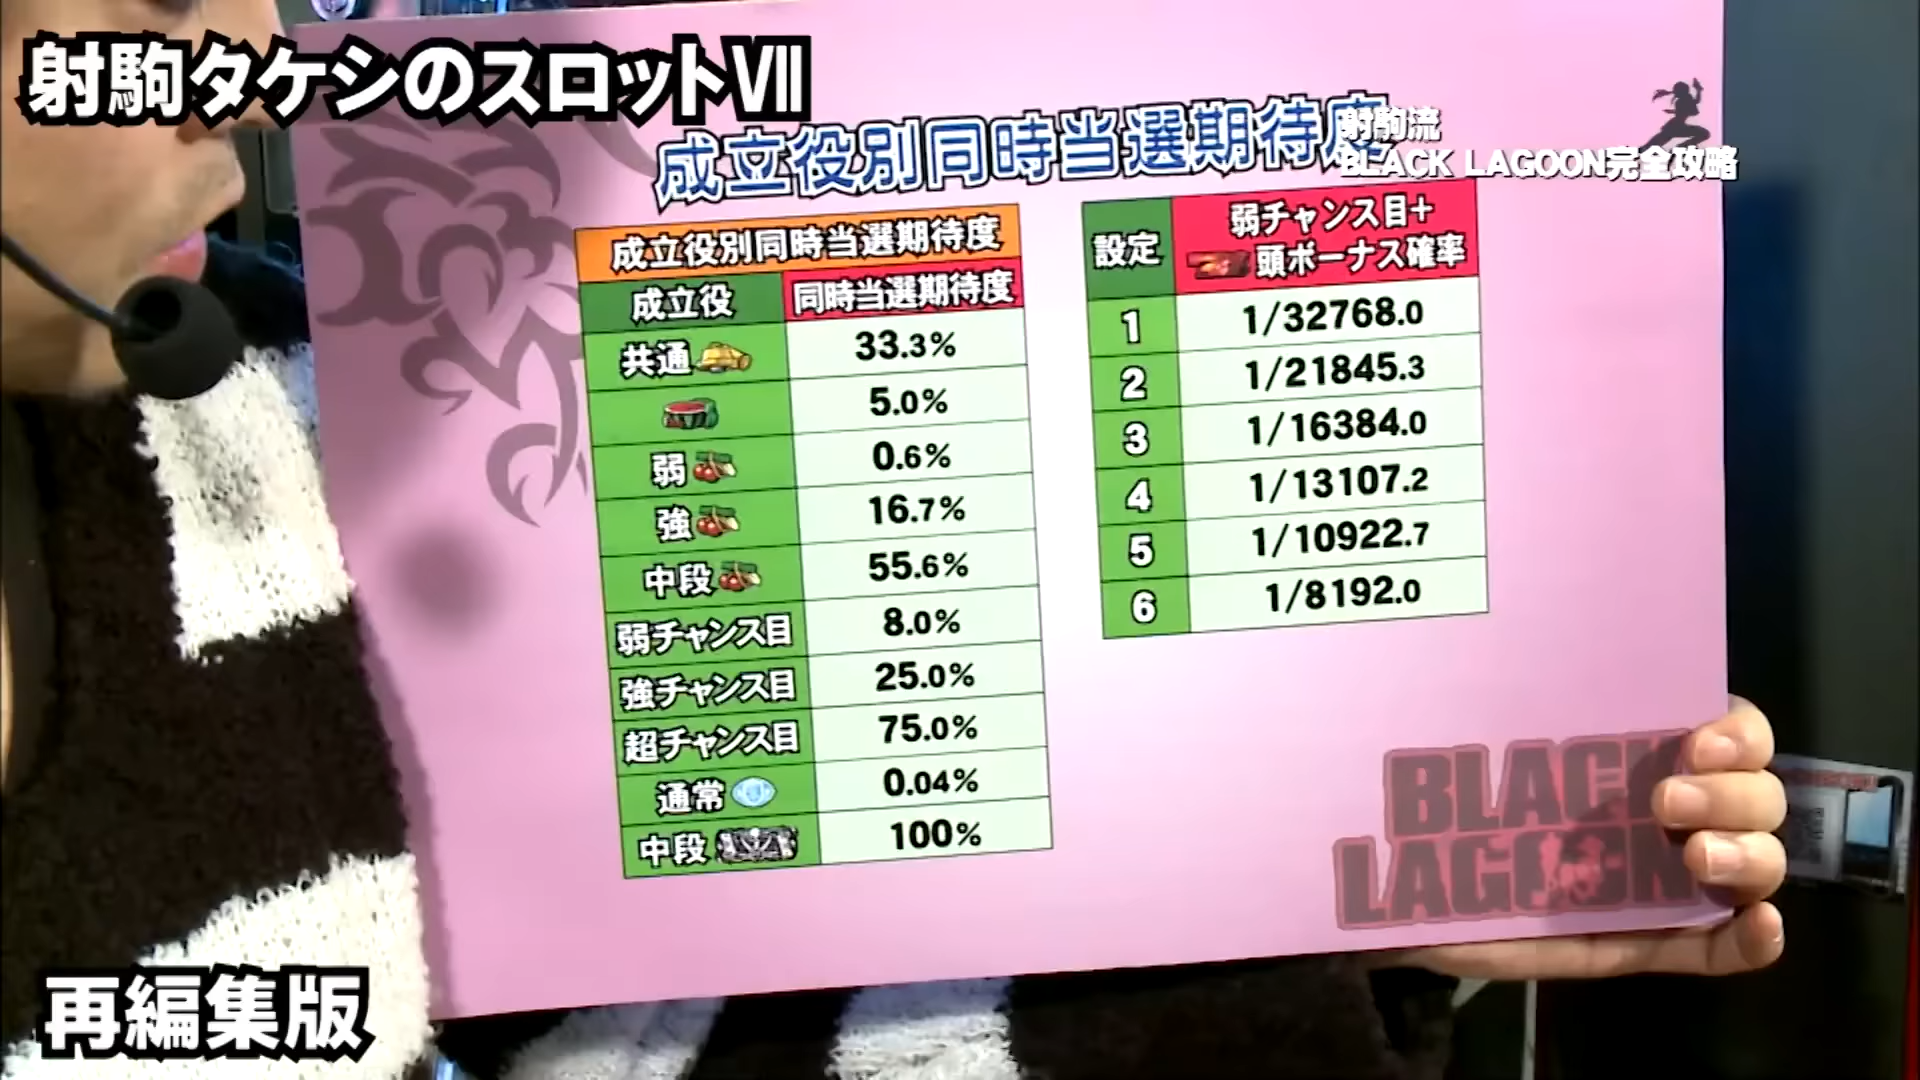 射駒タケシのスロットⅦ
射駒流
BLACK LAGOON完全攻略
成立役別同時当選期待度
成立役別同時当選期待度
成立役 同時当選期待度
共通 33.3%
5.0%
弱 0.6%
強 16.7%
中段 55.6%
弱チャンス目 8.0%
強チャンス目 25.0%
超チャンス目 75.0%
通常 0.04%
中段 100%
設定 弱チャンス目+
頭ボーナス確率
1 1/32768.0
2 1/21845.3
3 1/16384.0
4 1/13107.2
5 1/10922.7
6 1/8192.0
BLACK
LAGOON
再編集版